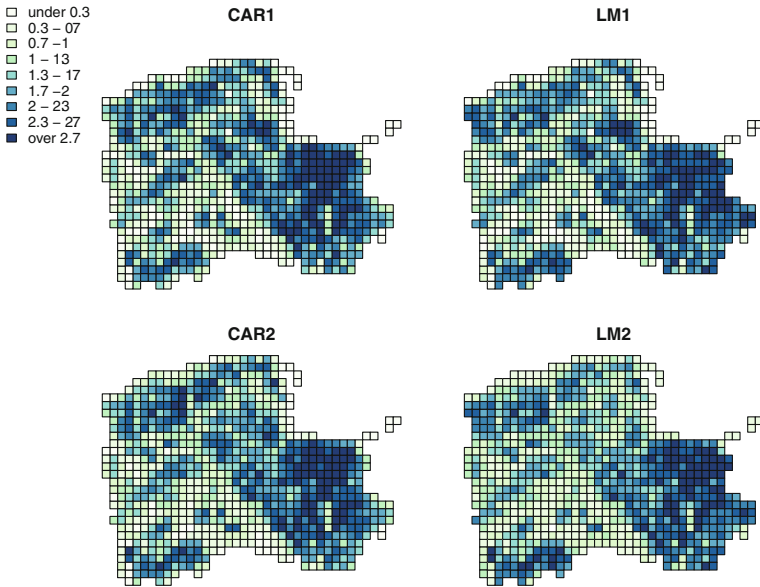 under 0.3
0.3 – 07
0.7 –1
1 – 13
1.3 – 17
1.7 –2
2 – 23
2.3 – 27
over 2.7
CAR1
LM1
CAR2
LM2